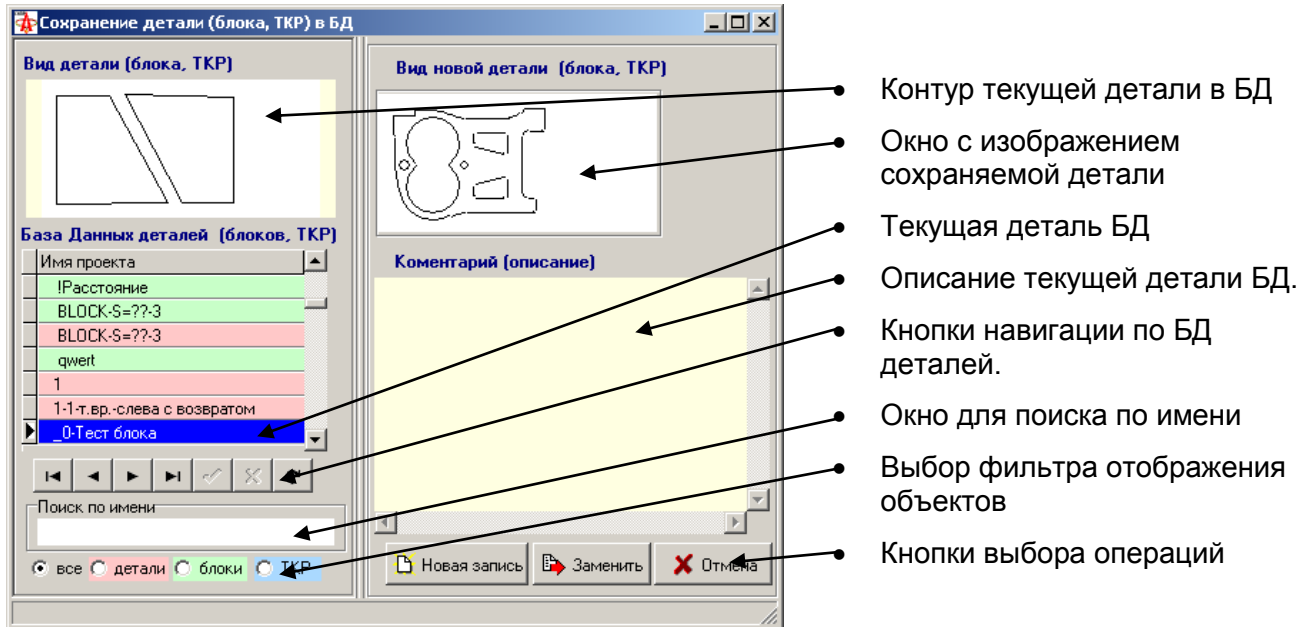 Сохранение детали (блока, ТКР) в БД
Вид детали (блока, ТКР)
База Данных деталей (блоков, ТКР)
Имя проекта
!Расстояние
BLOCK-S=??-3
BLOCK-S=??-3
qwert
1
1-1-т.вр.-слева с возвратом
_0-Тест блока
Поиск по имени
все детали блоки ТКР
Вид новой детали (блока, ТКР)
Коментарий (описание)
Новая запись Заменить Отмена
Контур текущей детали в БД
Окно с изображением
сохраняемой детали
Текущая деталь БД
Описание текущей детали БД.
Кнопки навигации по БД
деталей.
Окно для поиска по имени
Выбор фильтра отображения
объектов
Кнопки выбора операций